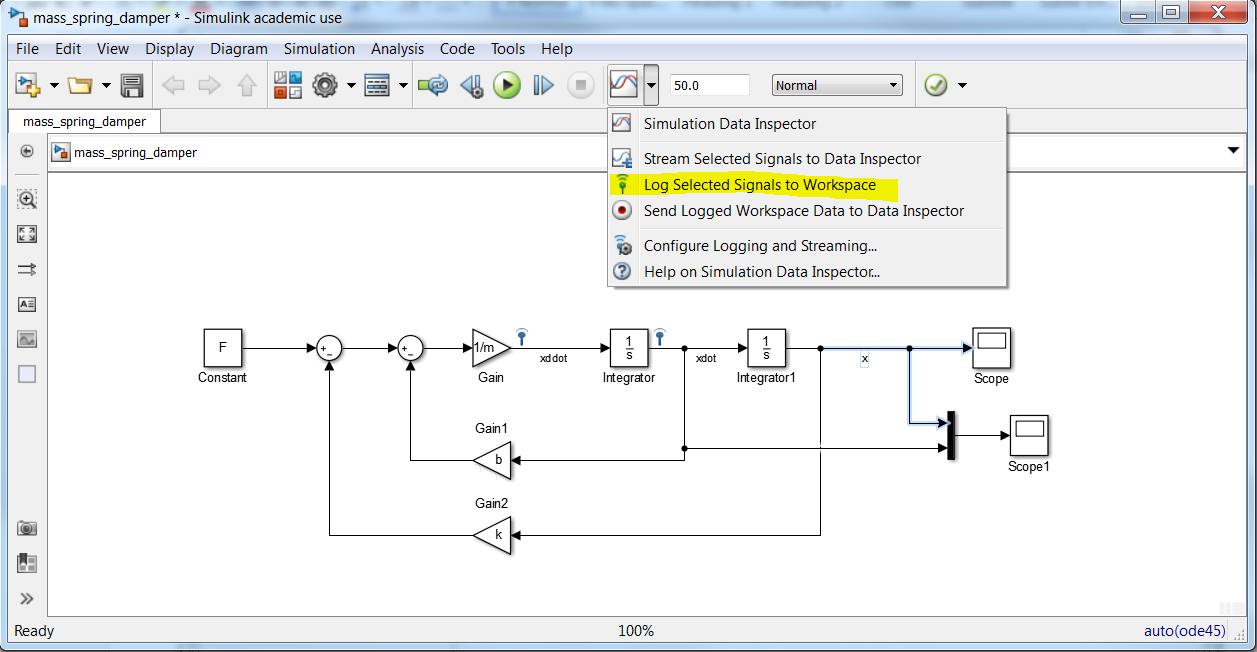 mass_spring_damper * - Simulink academic use
File Edit View Display Diagram Simulation Analysis Code Tools Help
50.0
Normal
mass_spring_damper
mass_spring_damper
Simulation Data Inspector
Stream Selected Signals to Data Inspector
Log Selected Signals to Workspace
Send Logged Workspace Data to Data Inspector
Configure Logging and Streaming...
Help on Simulation Data Inspector...
F
Constant
1/m
Gain
xddot
1
s
Integrator
xdot
1
s
Integrator1
x
Scope
Scope1
Gain1
b
Gain2
k
Ready
100%
auto(ode45)